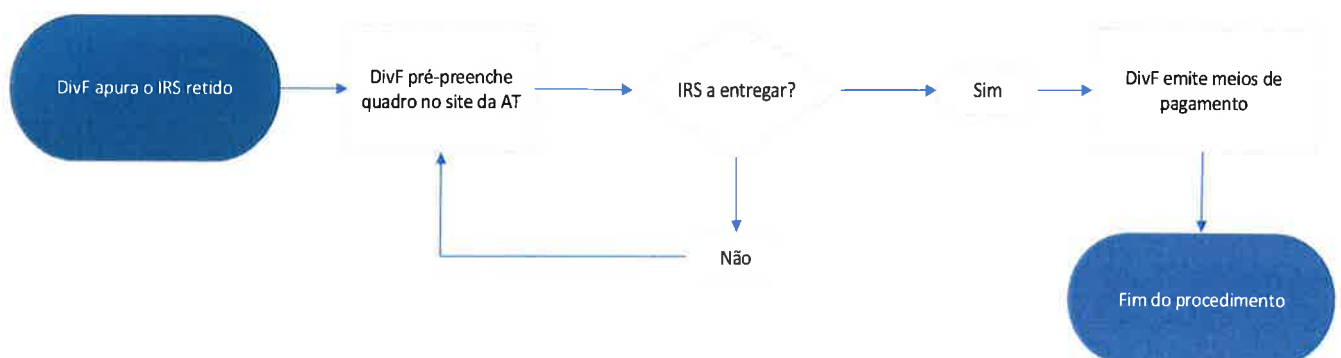 DivF apura o IRS retido
DivF pré-preenche
quadro no site da AT
IRS a entregar?
Sim
DivF emite meios de
pagamento
Não
Fim do procedimento